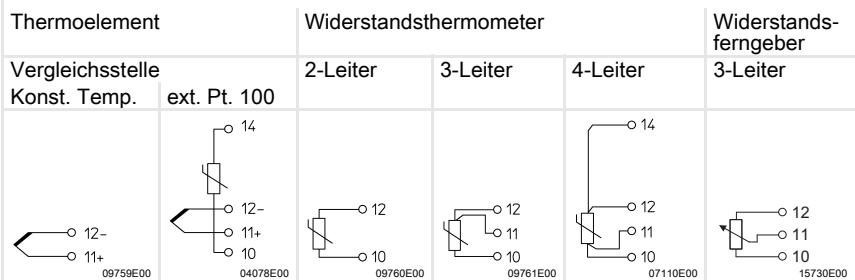 Thermoelement Widerstandsthermometer Widerstands-
ferngeber
Vergleichsstelle 2-Leiter 3-Leiter 4-Leiter 3-Leiter
Konst. Temp. ext. Pt. 100
14 14
12– 12 12 12 12
12– 11+ 11 11 11
11+ 10 10 10 10 10
09759E00 04078E00 09760E00 09761E00 07110E00 15730E00